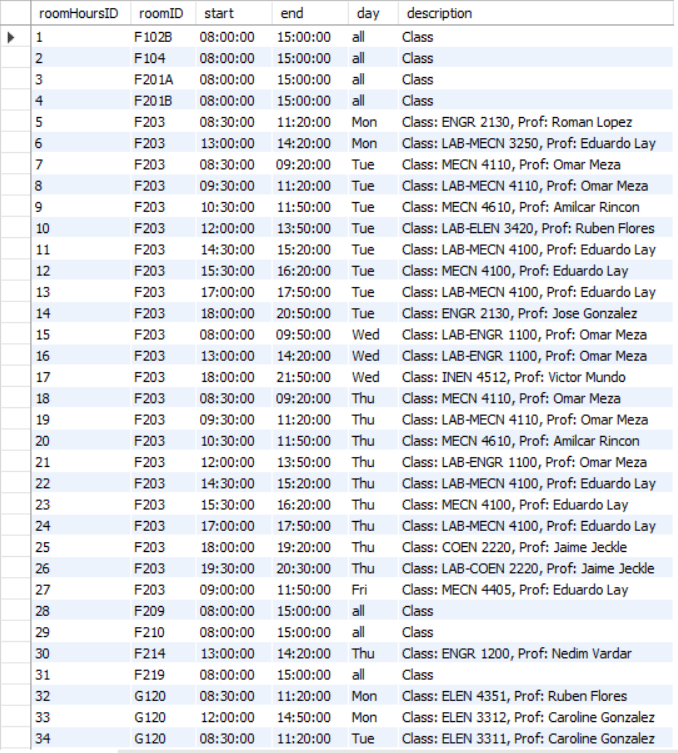 roomHoursID roomID start end day description
1 F102B 08:00:00 15:00:00 all Class
2 F104 08:00:00 15:00:00 all Class
3 F201A 08:00:00 15:00:00 all Class
4 F201B 08:00:00 15:00:00 all Class
5 F203 08:30:00 11:20:00 Mon Class: ENGR 2130, Prof: Roman Lopez
6 F203 13:00:00 14:20:00 Mon Class: LAB-MECN 3250, Prof: Eduardo Lay
7 F203 08:30:00 09:20:00 Tue Class: MECN 4110, Prof: Omar Meza
8 F203 09:30:00 11:20:00 Tue Class: LAB-MECN 4110, Prof: Omar Meza
9 F203 10:30:00 11:50:00 Tue Class: MECN 4610, Prof: Amilcar Rincon
10 F203 12:00:00 13:50:00 Tue Class: LAB-ELEN 3420, Prof: Ruben Flores
11 F203 14:30:00 15:20:00 Tue Class: LAB-MECN 4100, Prof: Eduardo Lay
12 F203 15:30:00 16:20:00 Tue Class: MECN 4100, Prof: Eduardo Lay
13 F203 17:00:00 17:50:00 Tue Class: LAB-MECN 4100, Prof: Eduardo Lay
14 F203 18:00:00 20:50:00 Tue Class: ENGR 2130, Prof: Jose Gonzalez
15 F203 08:00:00 09:50:00 Wed Class: LAB-ENGR 1100, Prof: Omar Meza
16 F203 13:00:00 14:20:00 Wed Class: LAB-ENGR 1100, Prof: Omar Meza
17 F203 18:00:00 21:50:00 Wed Class: INEN 4512, Prof: Victor Mundo
18 F203 08:30:00 09:20:00 Thu Class: MECN 4110, Prof: Omar Meza
19 F203 09:30:00 11:20:00 Thu Class: LAB-MECN 4110, Prof: Omar Meza
20 F203 10:30:00 11:50:00 Thu Class: MECN 4610, Prof: Amilcar Rincon
21 F203 12:00:00 13:50:00 Thu Class: LAB-ENGR 1100, Prof: Omar Meza
22 F203 14:30:00 15:20:00 Thu Class: LAB-MECN 4100, Prof: Eduardo Lay
23 F203 15:30:00 16:20:00 Thu Class: MECN 4100, Prof: Eduardo Lay
24 F203 17:00:00 17:50:00 Thu Class: LAB-MECN 4100, Prof: Eduardo Lay
25 F203 18:00:00 19:20:00 Thu Class: COEN 2220, Prof: Jaime Jeckle
26 F203 19:30:00 20:30:00 Thu Class: LAB-COEN 2220, Prof: Jaime Jeckle
27 F203 09:00:00 11:50:00 Fri Class: MECN 4405, Prof: Eduardo Lay
28 F209 08:00:00 15:00:00 all Class
29 F210 08:00:00 15:00:00 all Class
30 F214 13:00:00 14:20:00 Thu Class: ENGR 1200, Prof: Nedim Vardar
31 F219 08:00:00 15:00:00 all Class
32 G120 08:30:00 11:20:00 Mon Class: ELEN 4351, Prof: Ruben Flores
33 G120 12:00:00 14:50:00 Mon Class: ELEN 3312, Prof: Caroline Gonzalez
34 G120 08:30:00 11:20:00 Tue Class: ELEN 3311, Prof: Caroline Gonzalez